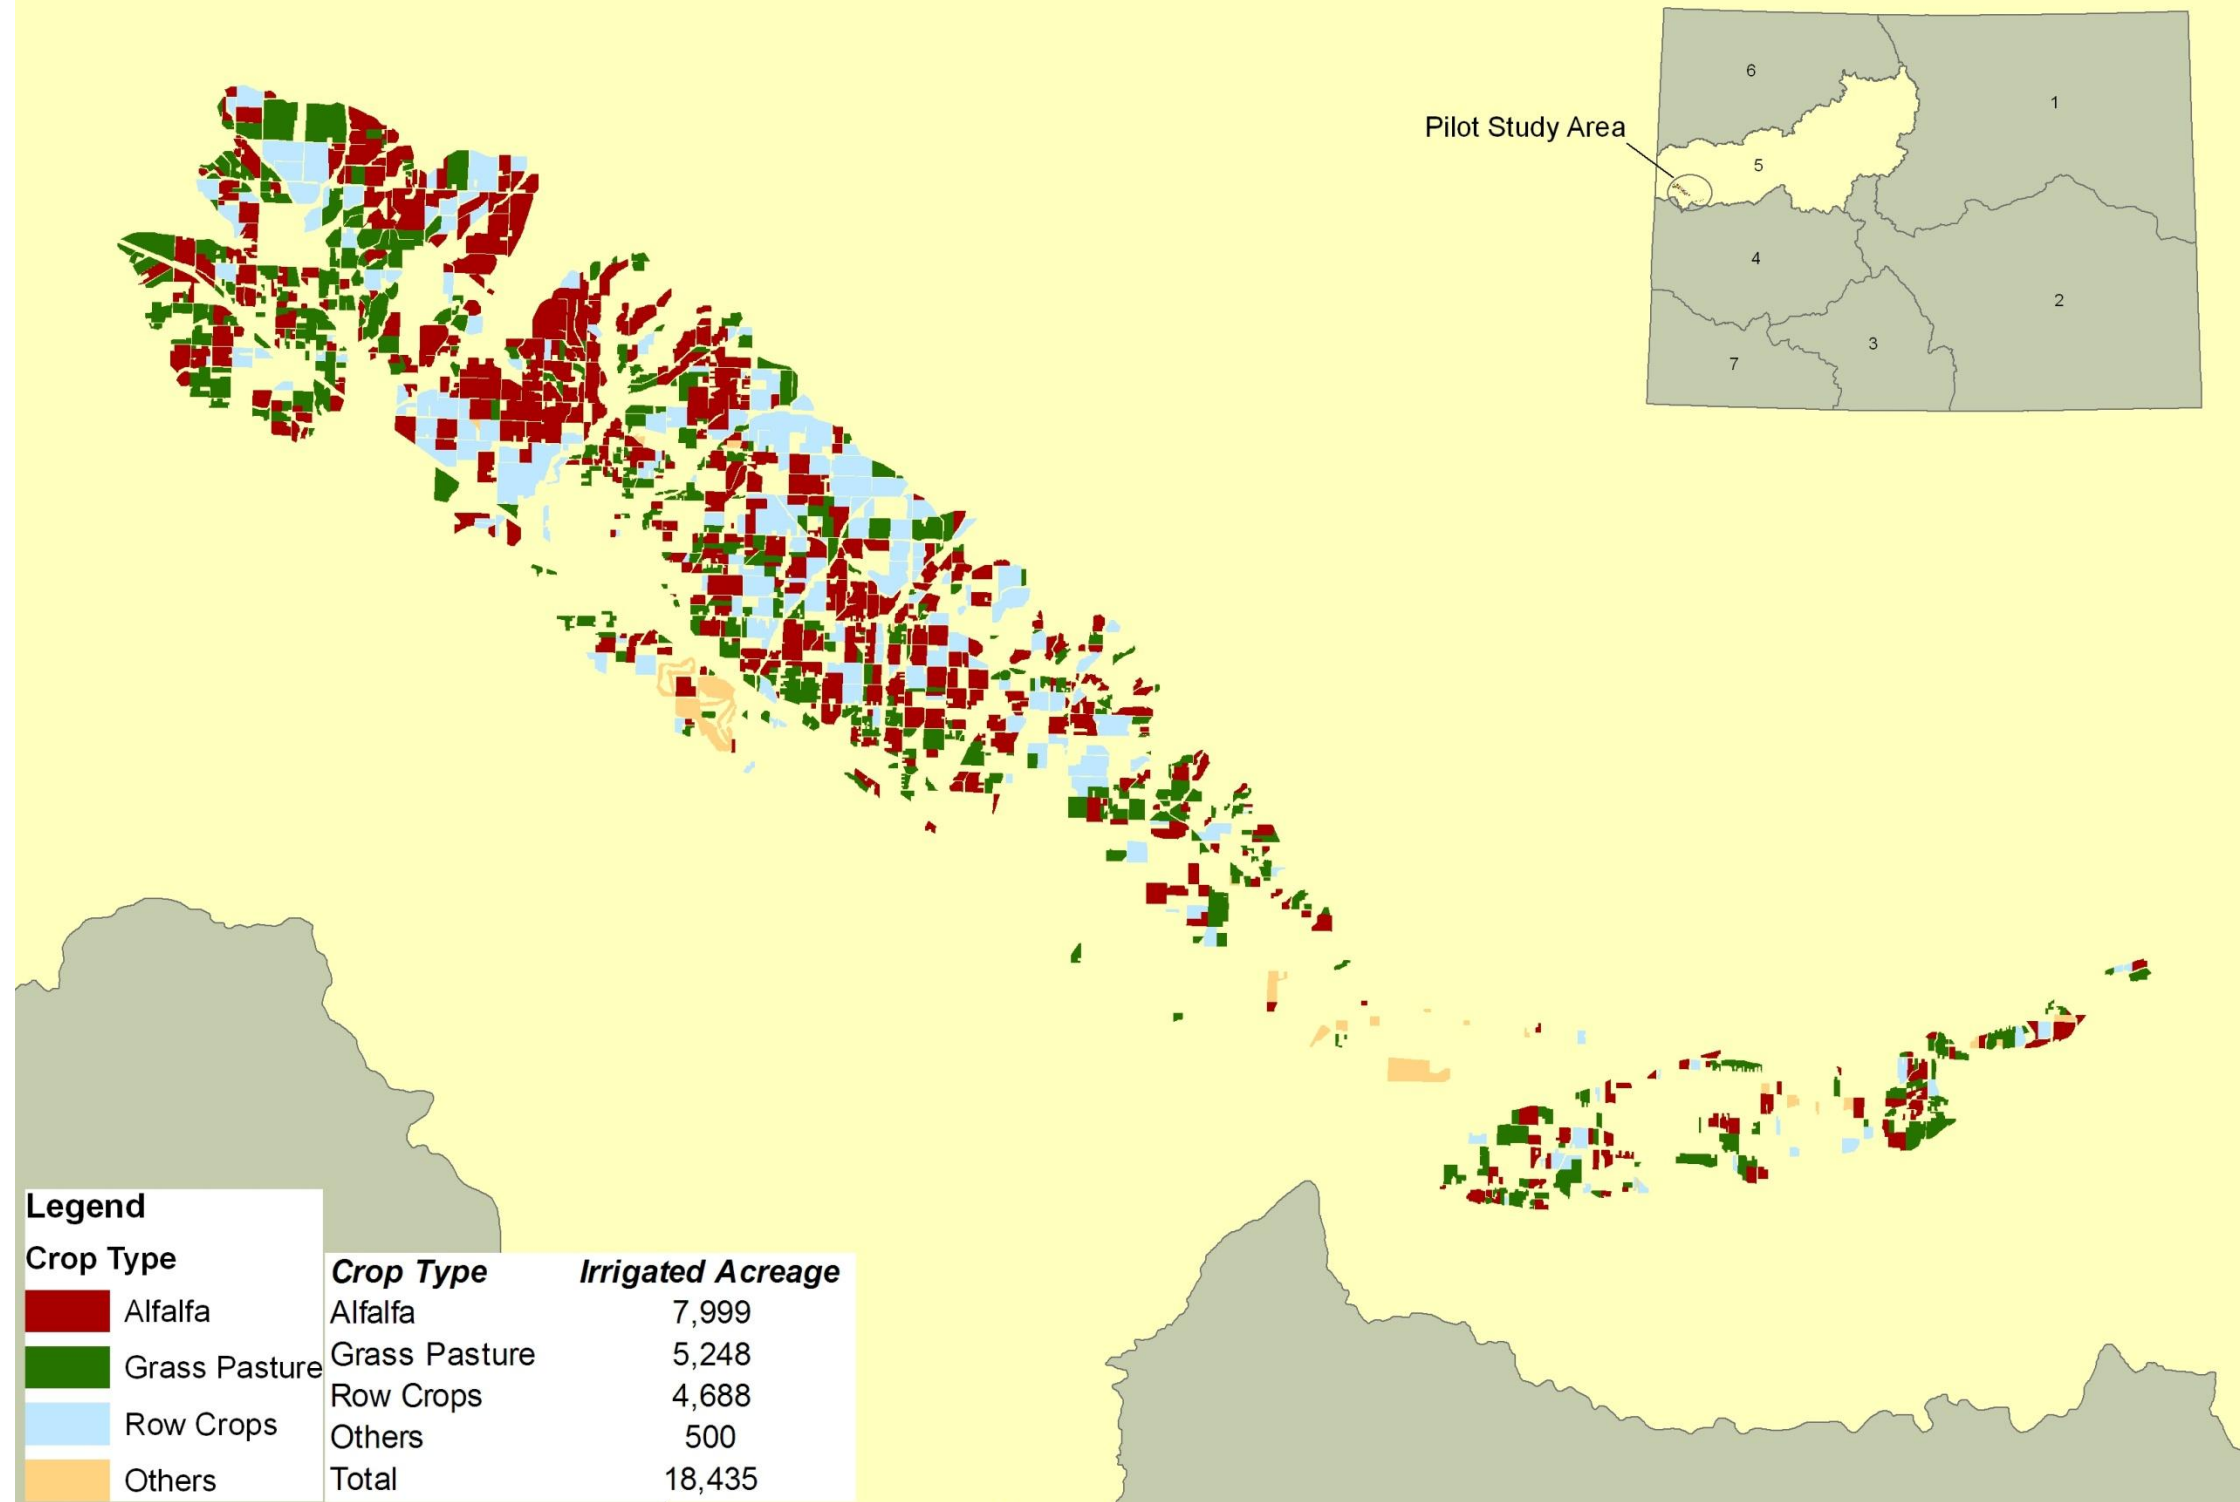 6
1
Pilot Study Area
5
4
2
3
7
Legend
Crop Type
Alfalfa
Grass Pasture
Row Crops
Others
Crop Type Irrigated Acreage
Alfalfa 7,999
Grass Pasture 5,248
Row Crops 4,688
Others 500
Total 18,435